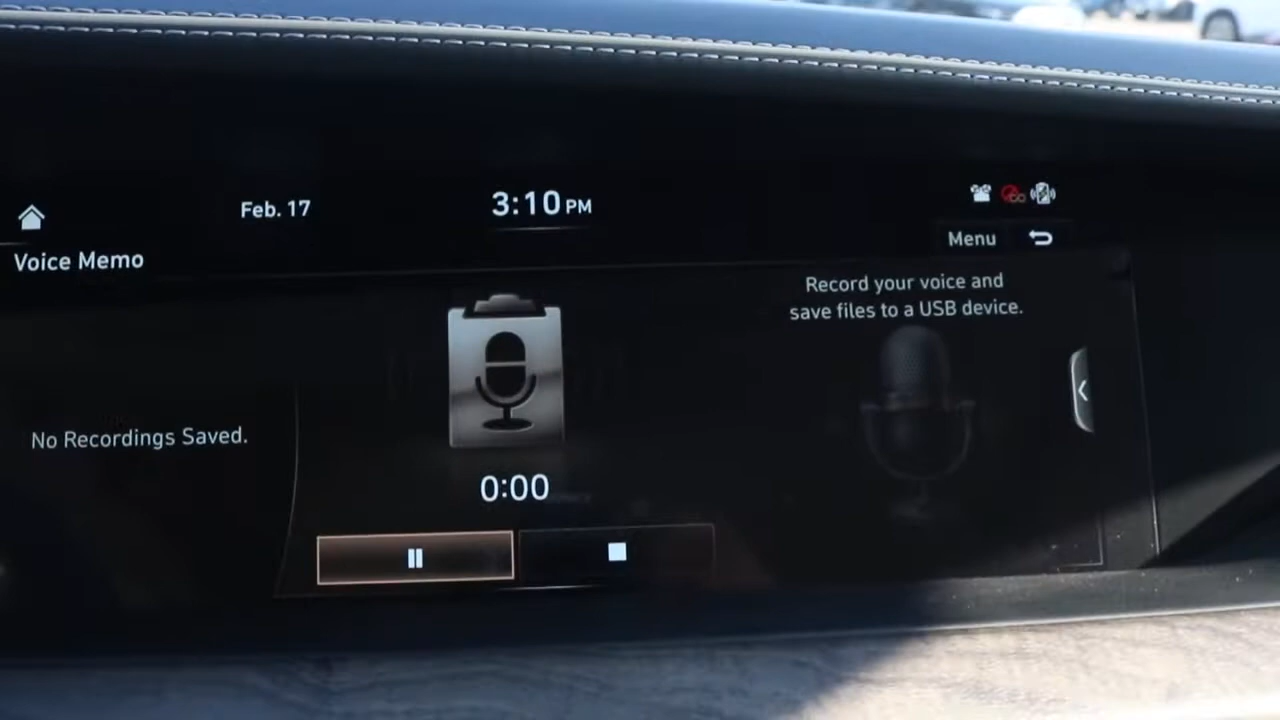 Feb. 17
3:10 PM
Menu
Voice Memo
Record your voice and
save files to a USB device.
No Recordings Saved.
0:00